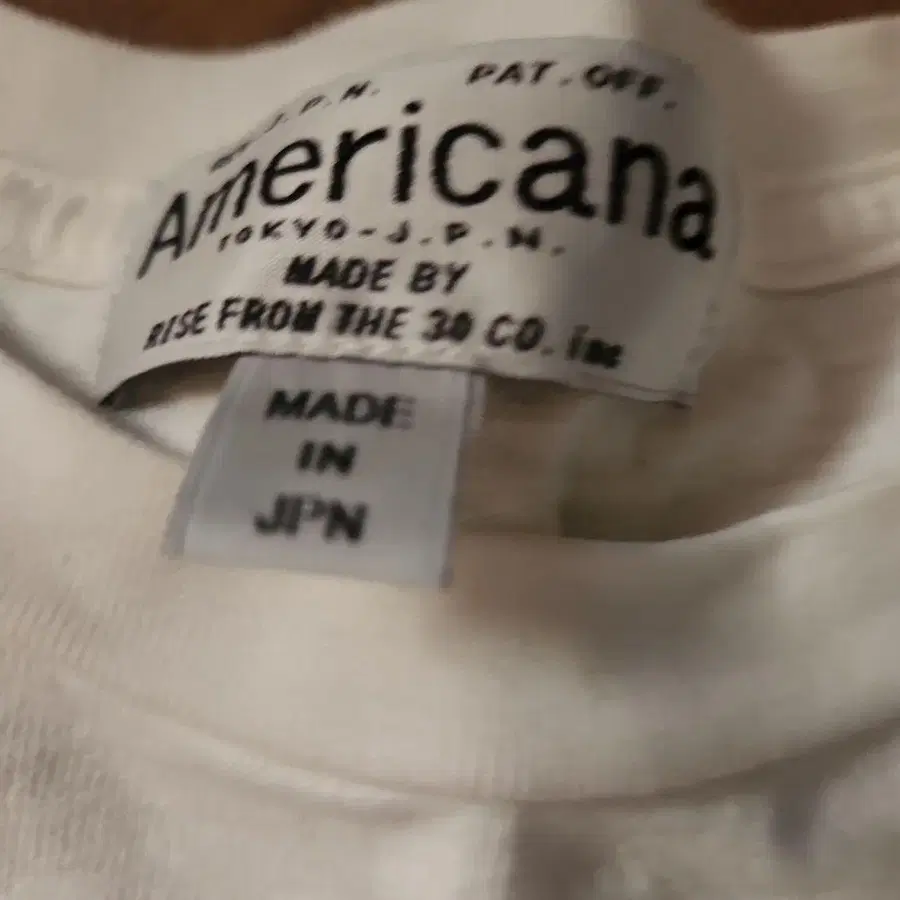 J.P.N. PAT. OFF.
Americana
TOKYO-J.P.N.
MADE BY
RISE FROM THE 30 CO. inc
MADE
IN
JPN